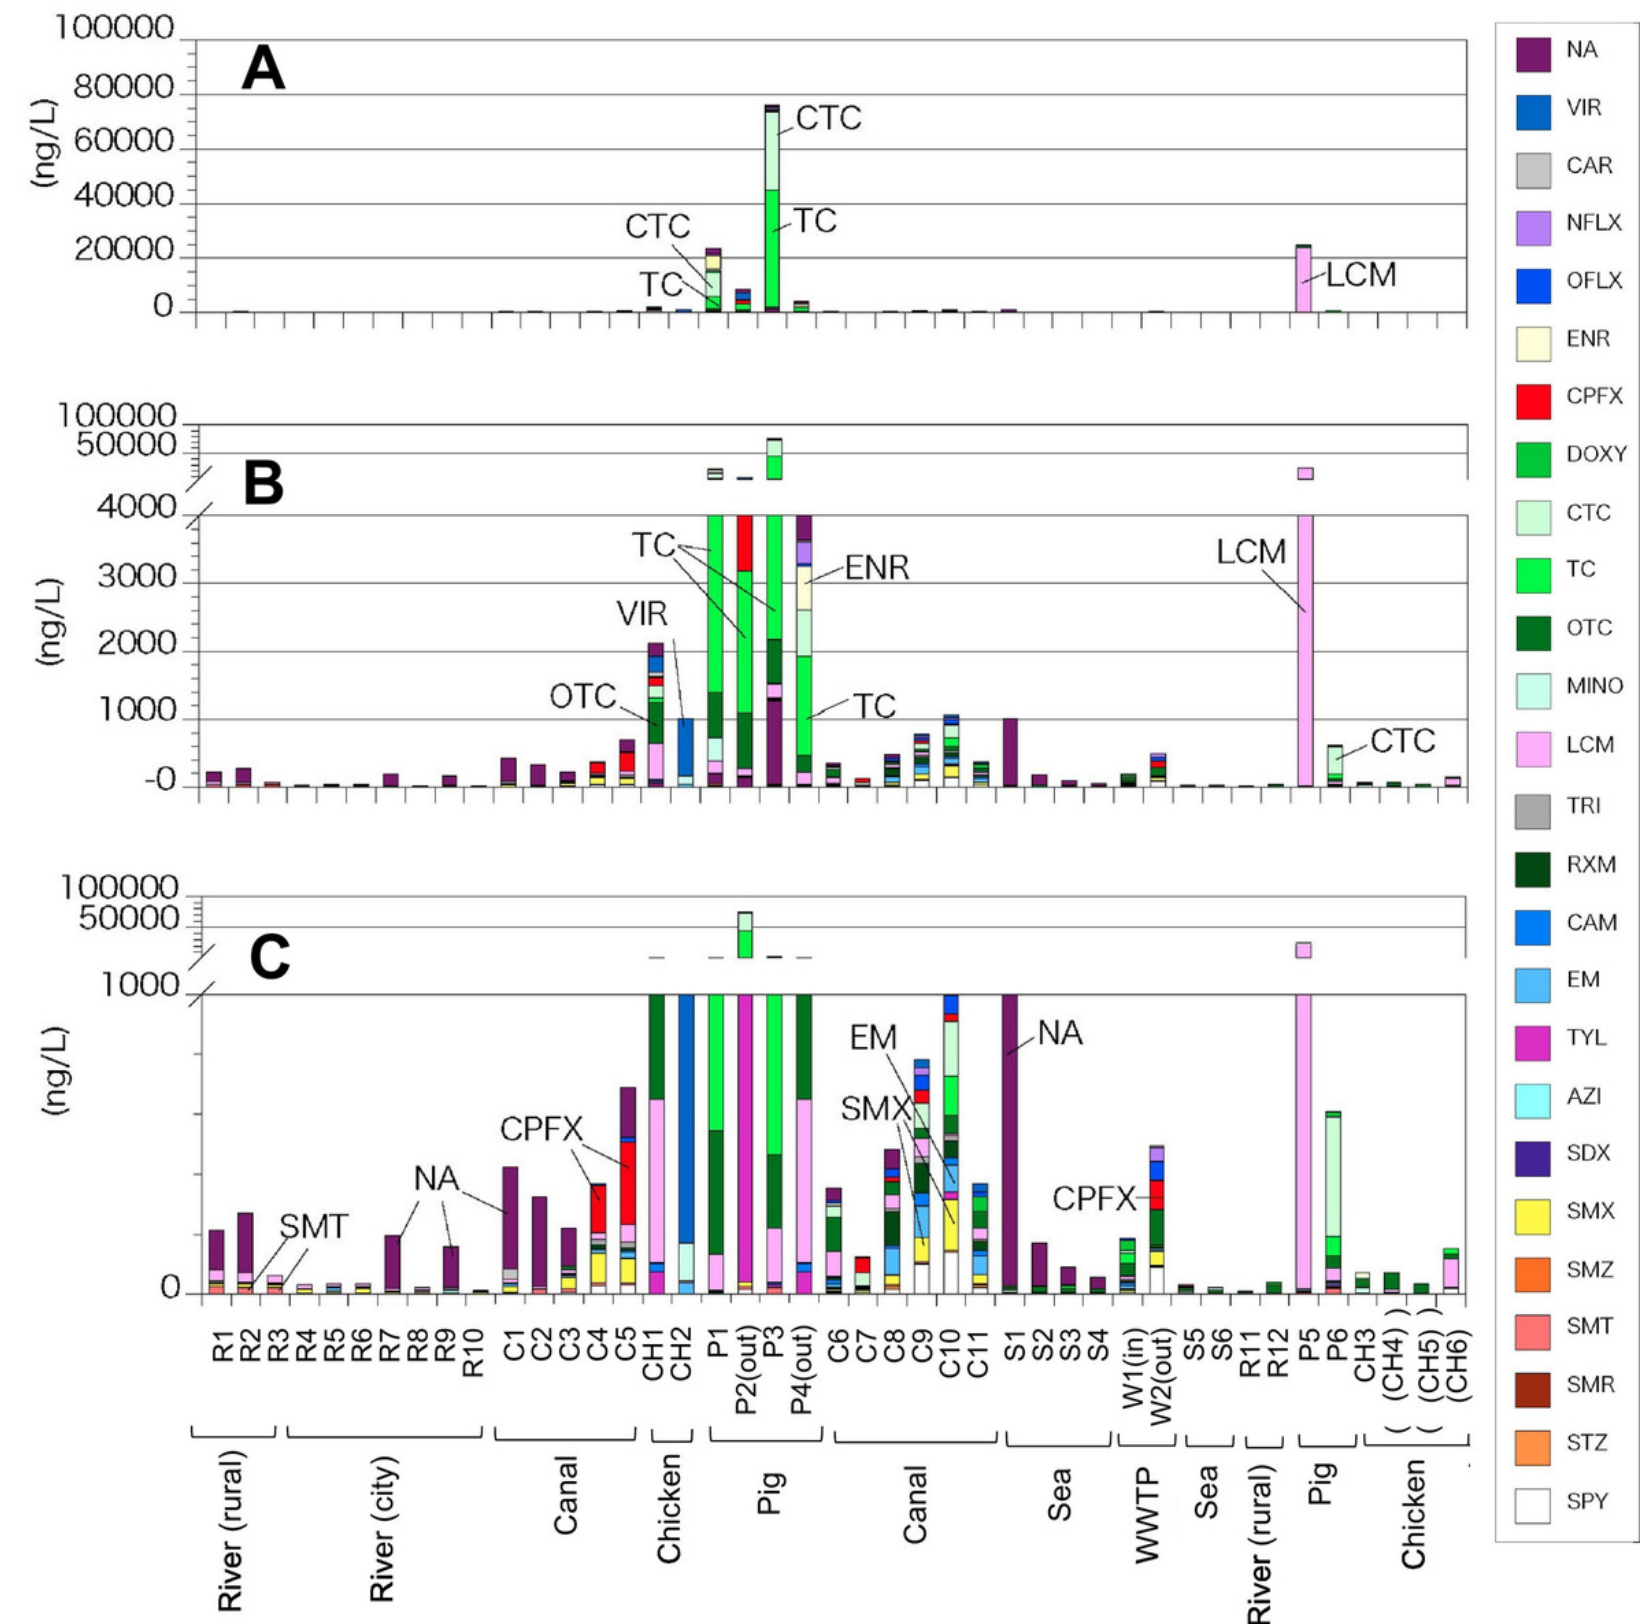 A
100000
80000
60000
40000
20000
0
(ng/L)
CTC
TC
CTC
TC
LCM
B
100000
50000
4000
3000
2000
1000
-0
(ng/L)
TC
ENR
VIR
OTC
TC
LCM
CTC
C
100000
50000
1000
0
(ng/L)
SMT
NA
CPFX
EM
SMX
NA
CPFX
R1
R2
R3
R4
R5
R6
R7
R8
R9
R10
C1
C2
C3
C4
C5
CH1
CH2
P1
P2(out)
P3
P4(out)
C6
C7
C8
C9
C10
C11
S1
S2
S3
S4
W1(in)
W2(out)
S5
S6
R11
R12
P5
P6
CH3
( (CH4) )
( (CH5) )
(CH6)
River (rural)
River (city)
Canal
Chicken
Pig
Canal
Sea
WWTP
Sea
River (rural)
Pig
Chicken
NA
VIR
CAR
NFLX
OFLX
ENR
CPFX
DOXY
CTC
TC
OTC
MINO
LCM
TRI
RXM
CAM
EM
TYL
AZI
SDX
SMX
SMZ
SMT
SMR
STZ
SPY